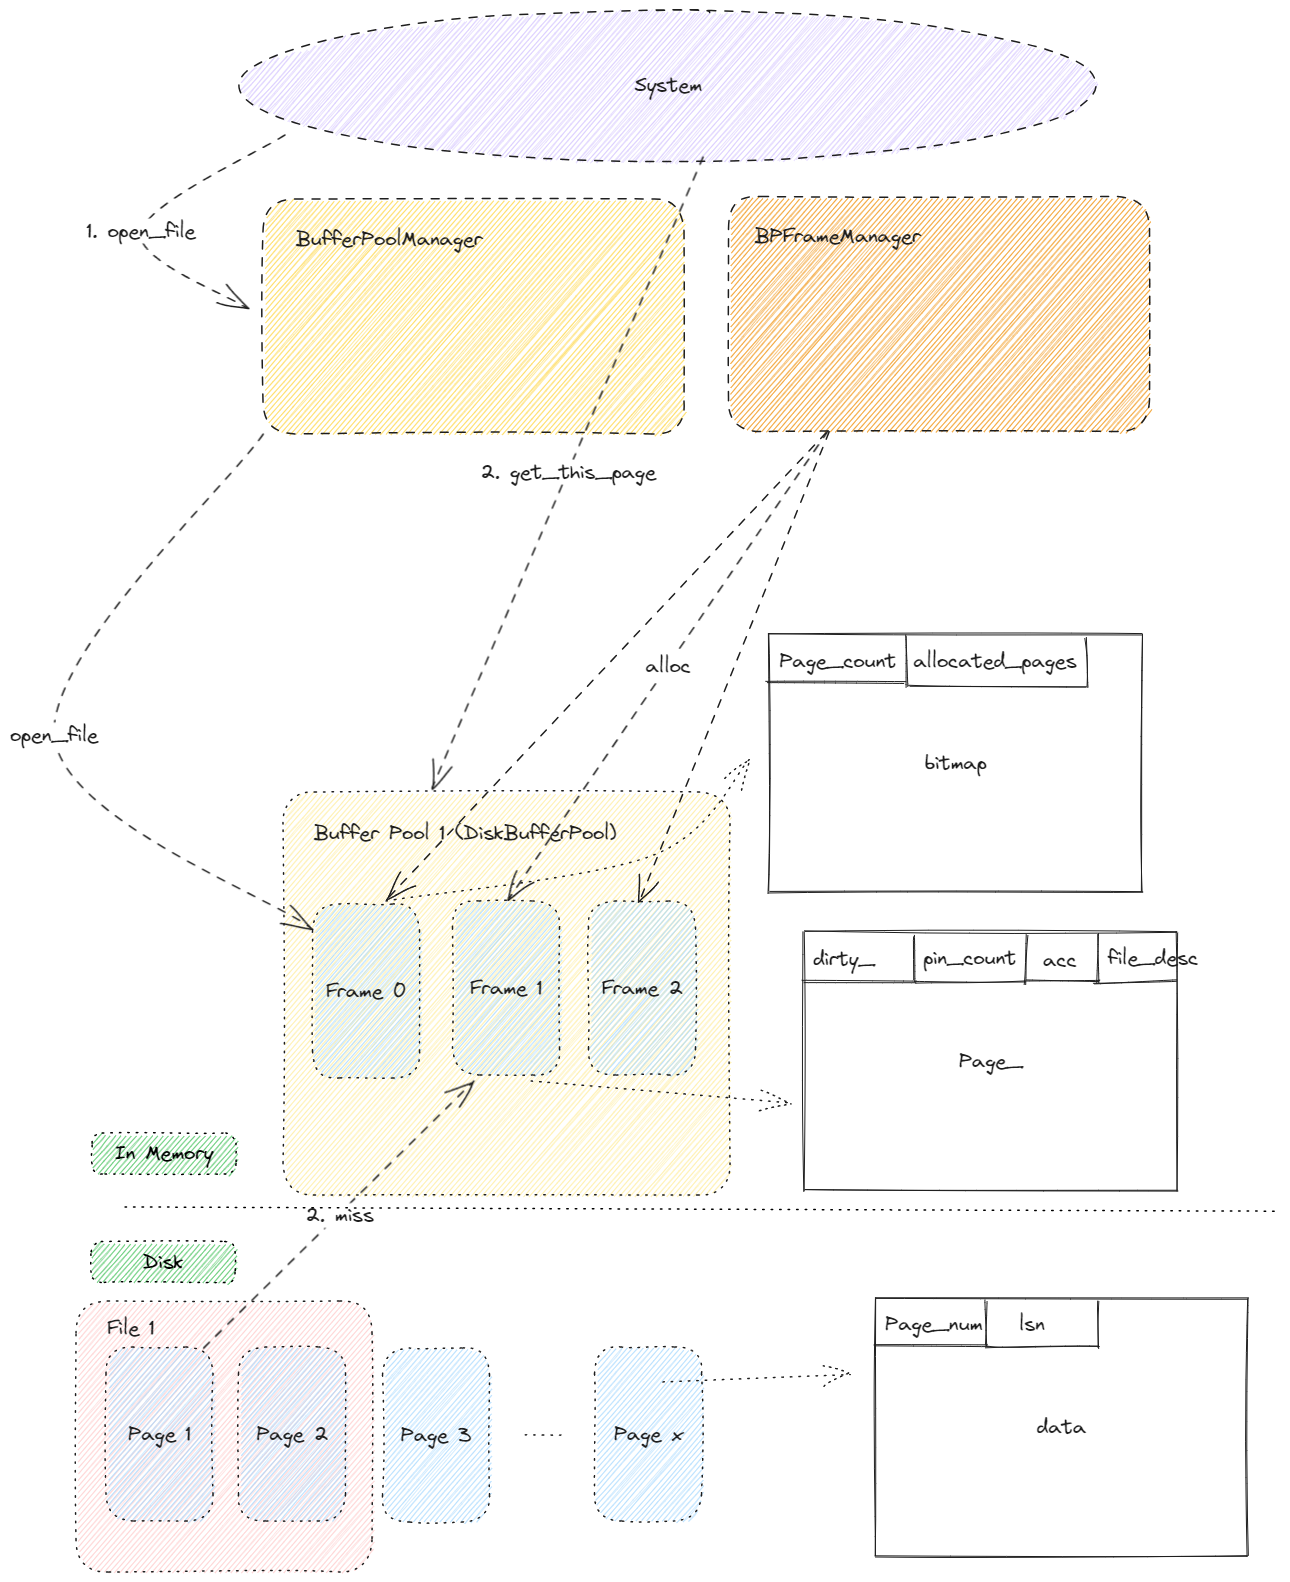 System
1. open_file
BufferPoolManager
BPFrameManager
2. get_this_page
alloc
Page_count
allocated_pages
bitmap
open_file
Buffer Pool 1 (DiskBufferPool)
Frame 0
Frame 1
Frame 2
dirty_
pin_count
acc
file_desc
Page_
In Memory
2. miss
Disk
File 1
Page 1
Page 2
Page 3
.....
Page x
Page_num
lsn
data